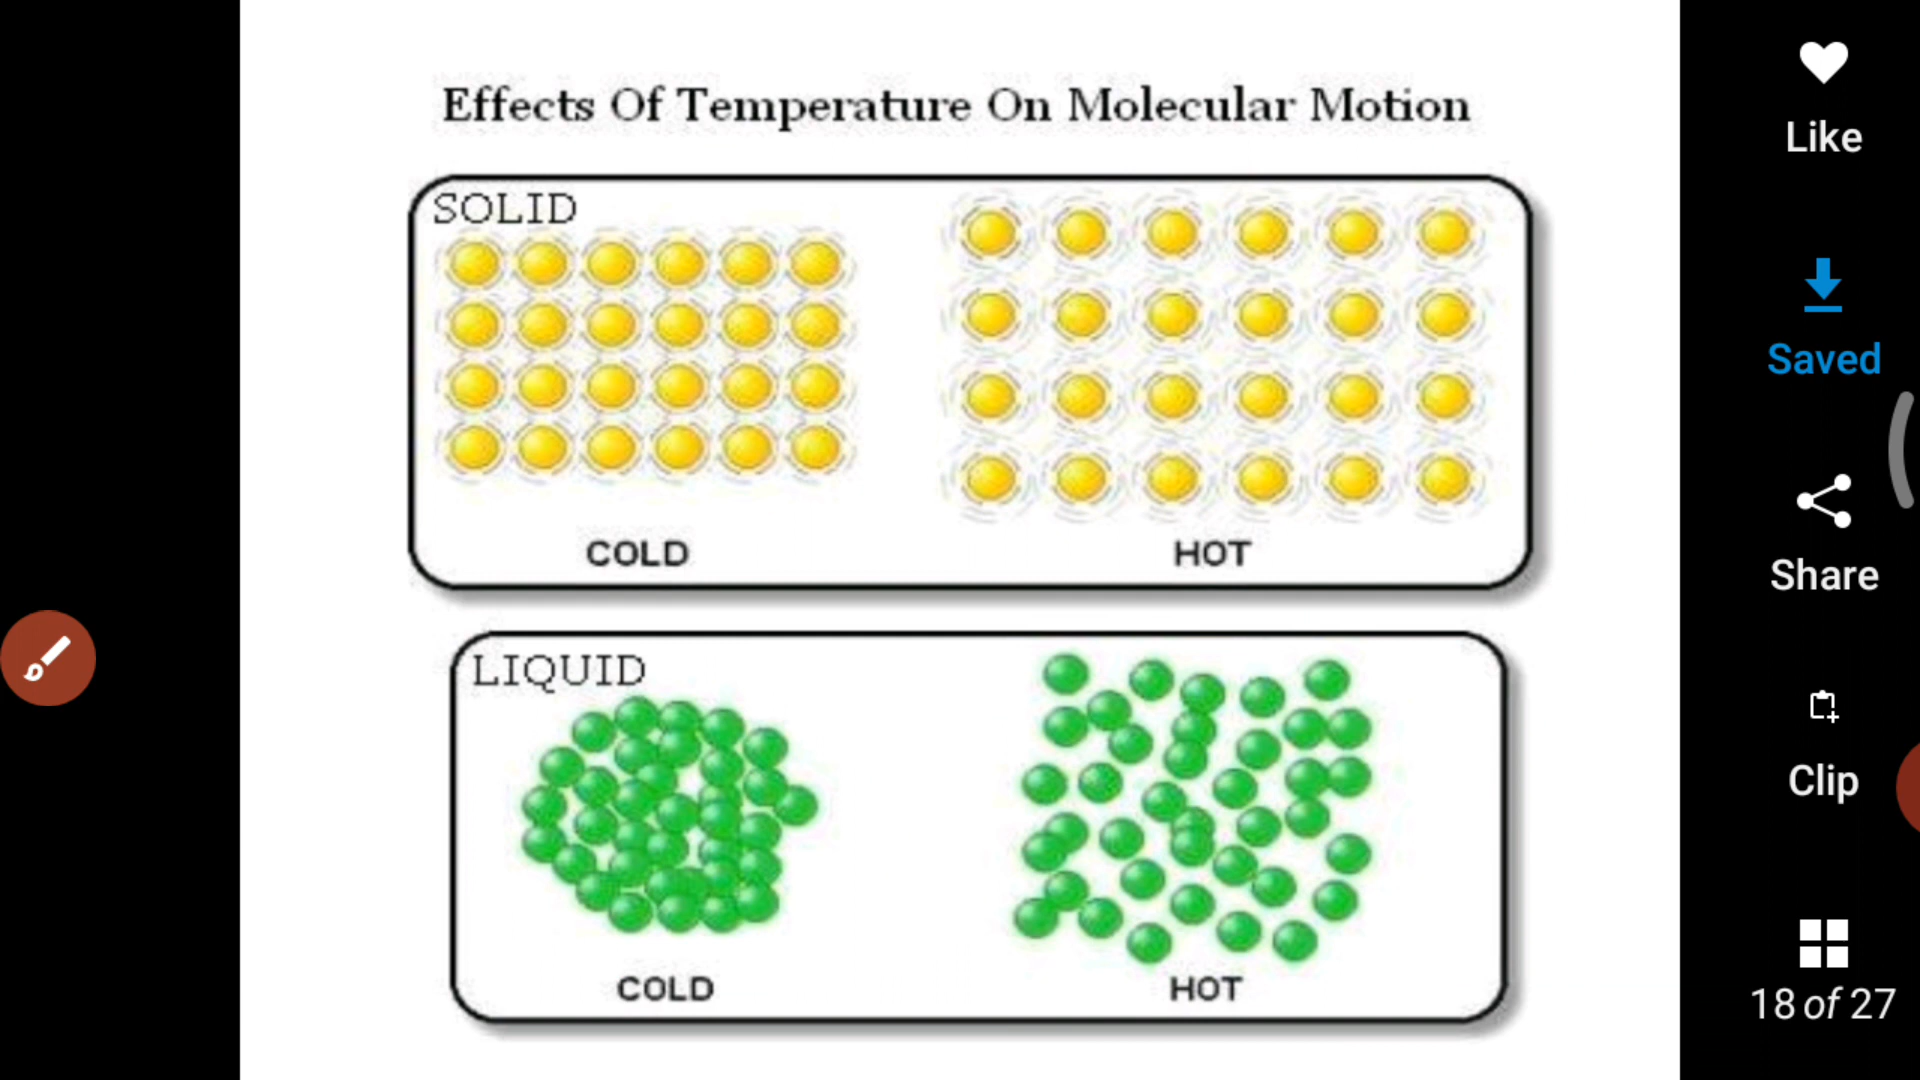 Effects Of Temperature On Molecular Motion
SOLID
COLD
HOT
LIQUID
COLD
HOT
Like
Saved
Share
Clip
18 of 27